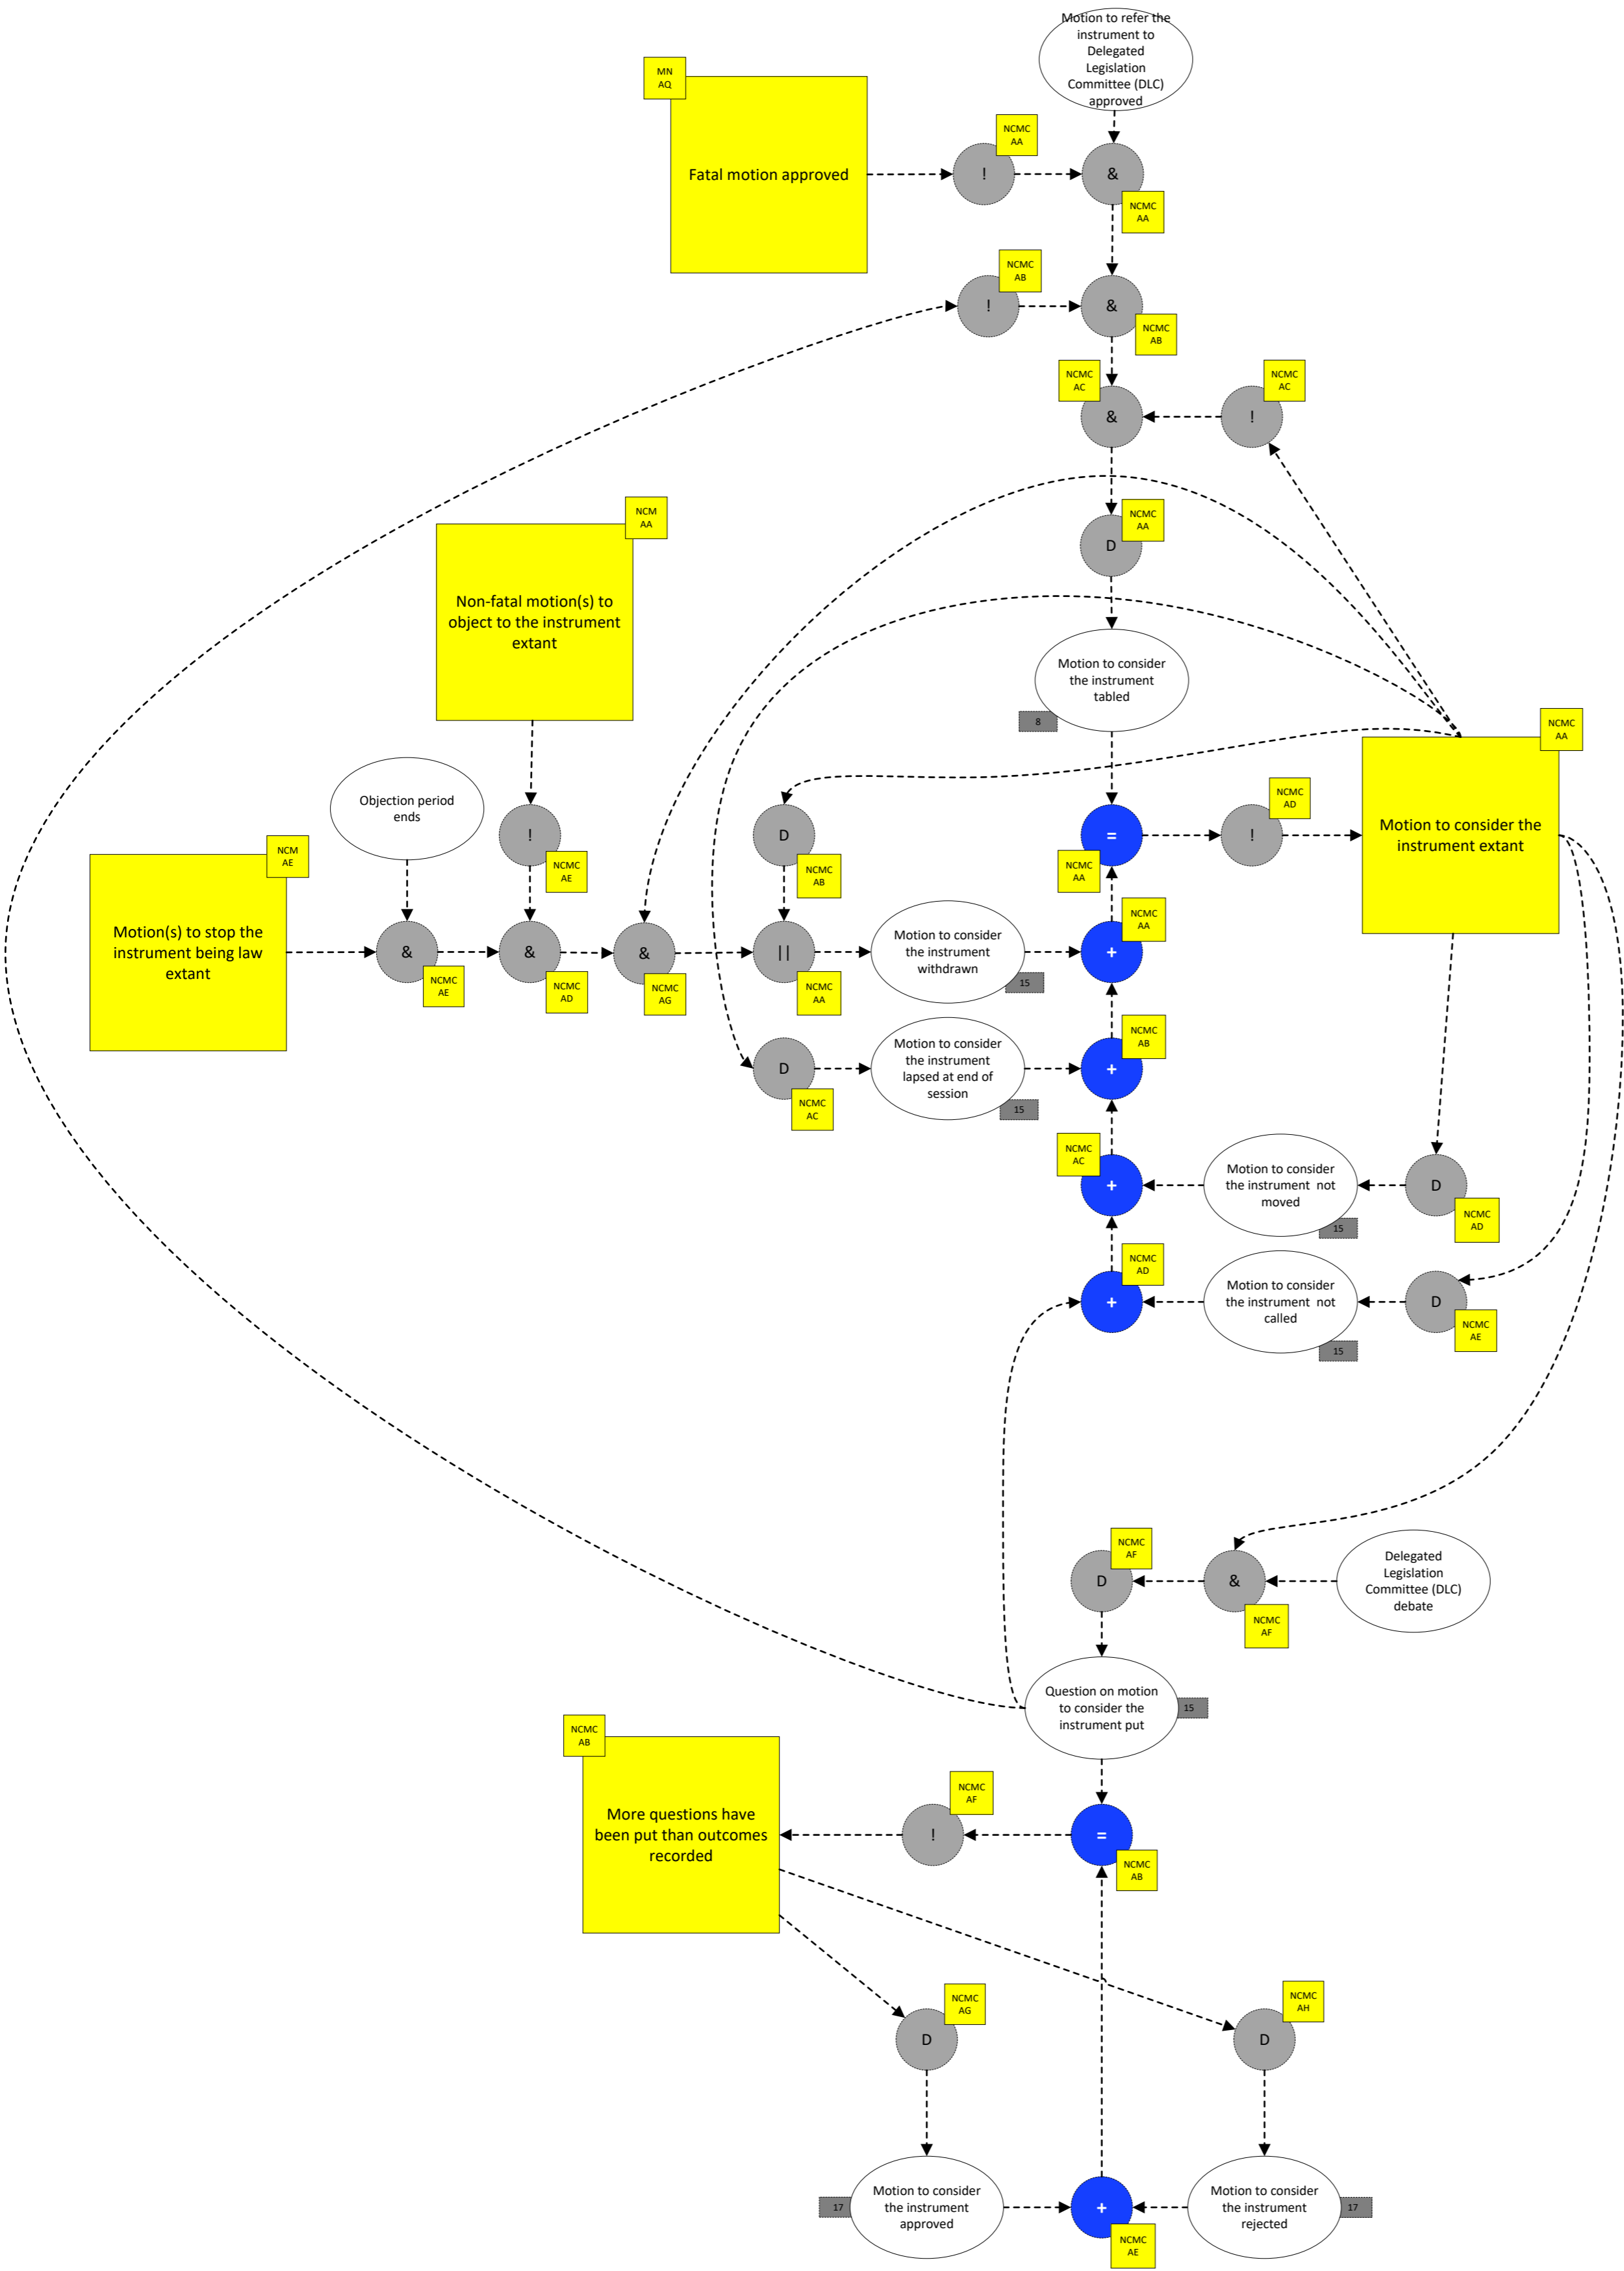 Motion to refer the
instrument to
Delegated
Legislation
Committee (DLC)
approved
MN
AQ
Fatal motion approved
NCMC
AA
!
&
NCMC
AA
NCMC
AB
!
&
NCMC
AB
NCMC
AC
&
NCMC
AC
!
NCM
AA
Non-fatal motion(s) to
object to the instrument
extant
NCMC
AA
D
Motion to consider
the instrument
tabled
8
NCMC
AA
Motion to consider the
instrument extant
Objection period
ends
!
NCMC
AE
D
NCMC
AB
=
NCMC
AA
NCMC
AD
!
NCM
AE
Motion(s) to stop the
instrument being law
extant
&
NCMC
AE
&
NCMC
AD
&
NCMC
AG
||
NCMC
AA
Motion to consider
the instrument
withdrawn
15
NCMC
AA
+
D
NCMC
AC
Motion to consider
the instrument
lapsed at end of
session
15
NCMC
AB
+
NCMC
AC
+
Motion to consider
the instrument not
moved
15
D
NCMC
AD
NCMC
AD
+
Motion to consider
the instrument not
called
15
D
NCMC
AE
NCMC
AF
D
&
NCMC
AF
Delegated
Legislation
Committee (DLC)
debate
Question on motion
to consider the
instrument put
15
NCMC
AB
More questions have
been put than outcomes
recorded
NCMC
AF
!
=
NCMC
AB
NCMC
AG
D
NCMC
AH
D
17
Motion to consider
the instrument
approved
+
NCMC
AE
Motion to consider
the instrument
rejected
17